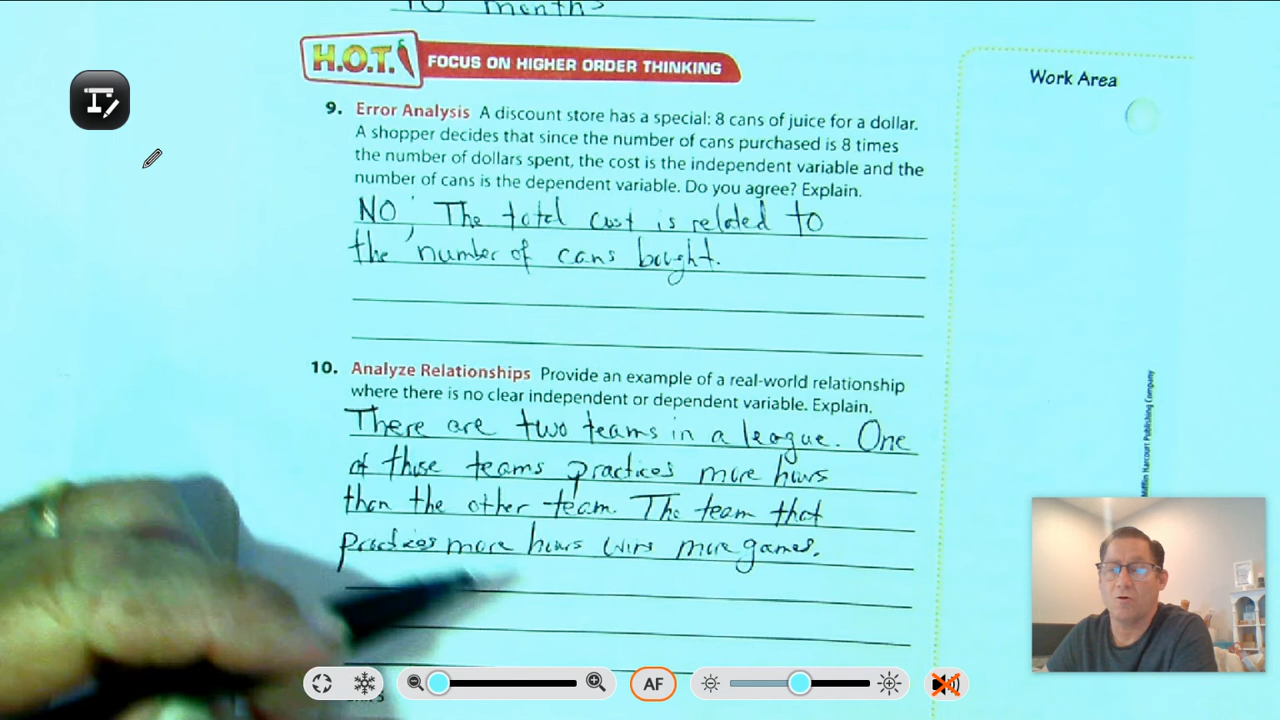 10 months
H.O.T. FOCUS ON HIGHER ORDER THINKING
Work Area
9. Error Analysis A discount store has a special: 8 cans of juice for a dollar.
A shopper decides that since the number of cans purchased is 8 times
the number of dollars spent, the cost is the independent variable and the
number of cans is the dependent variable. Do you agree? Explain.
NO; The total cost is related to
the number of cans bought.
10. Analyze Relationships Provide an example of a real-world relationship
where there is no clear independent or dependent variable. Explain.
There are two teams in a league. One
of those teams practices more hours
than the other team. The team that
practices more hours wins more games.
Mifflin Harcourt Publishing Company
AF